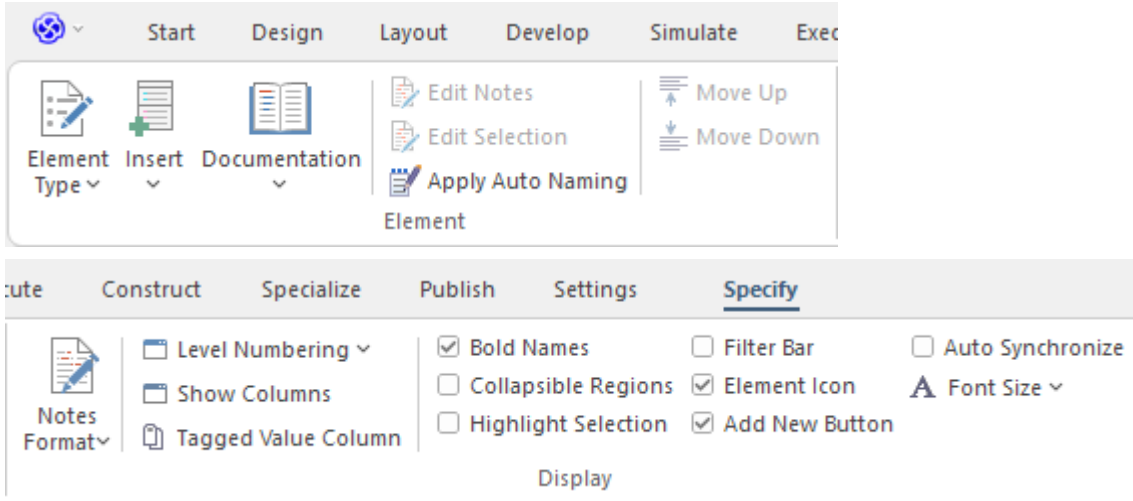 Start Design Layout Develop Simulate Exec
Edit Notes Move Up
Edit Selection Move Down
Element Insert Documentation
Type
Apply Auto Naming
Element
cute Construct Specialize Publish Settings Specify
Level Numbering Bold Names Filter Bar Auto Synchronize
Show Columns Collapsible Regions Element Icon A Font Size
Notes
Format
Tagged Value Column Highlight Selection Add New Button
Display